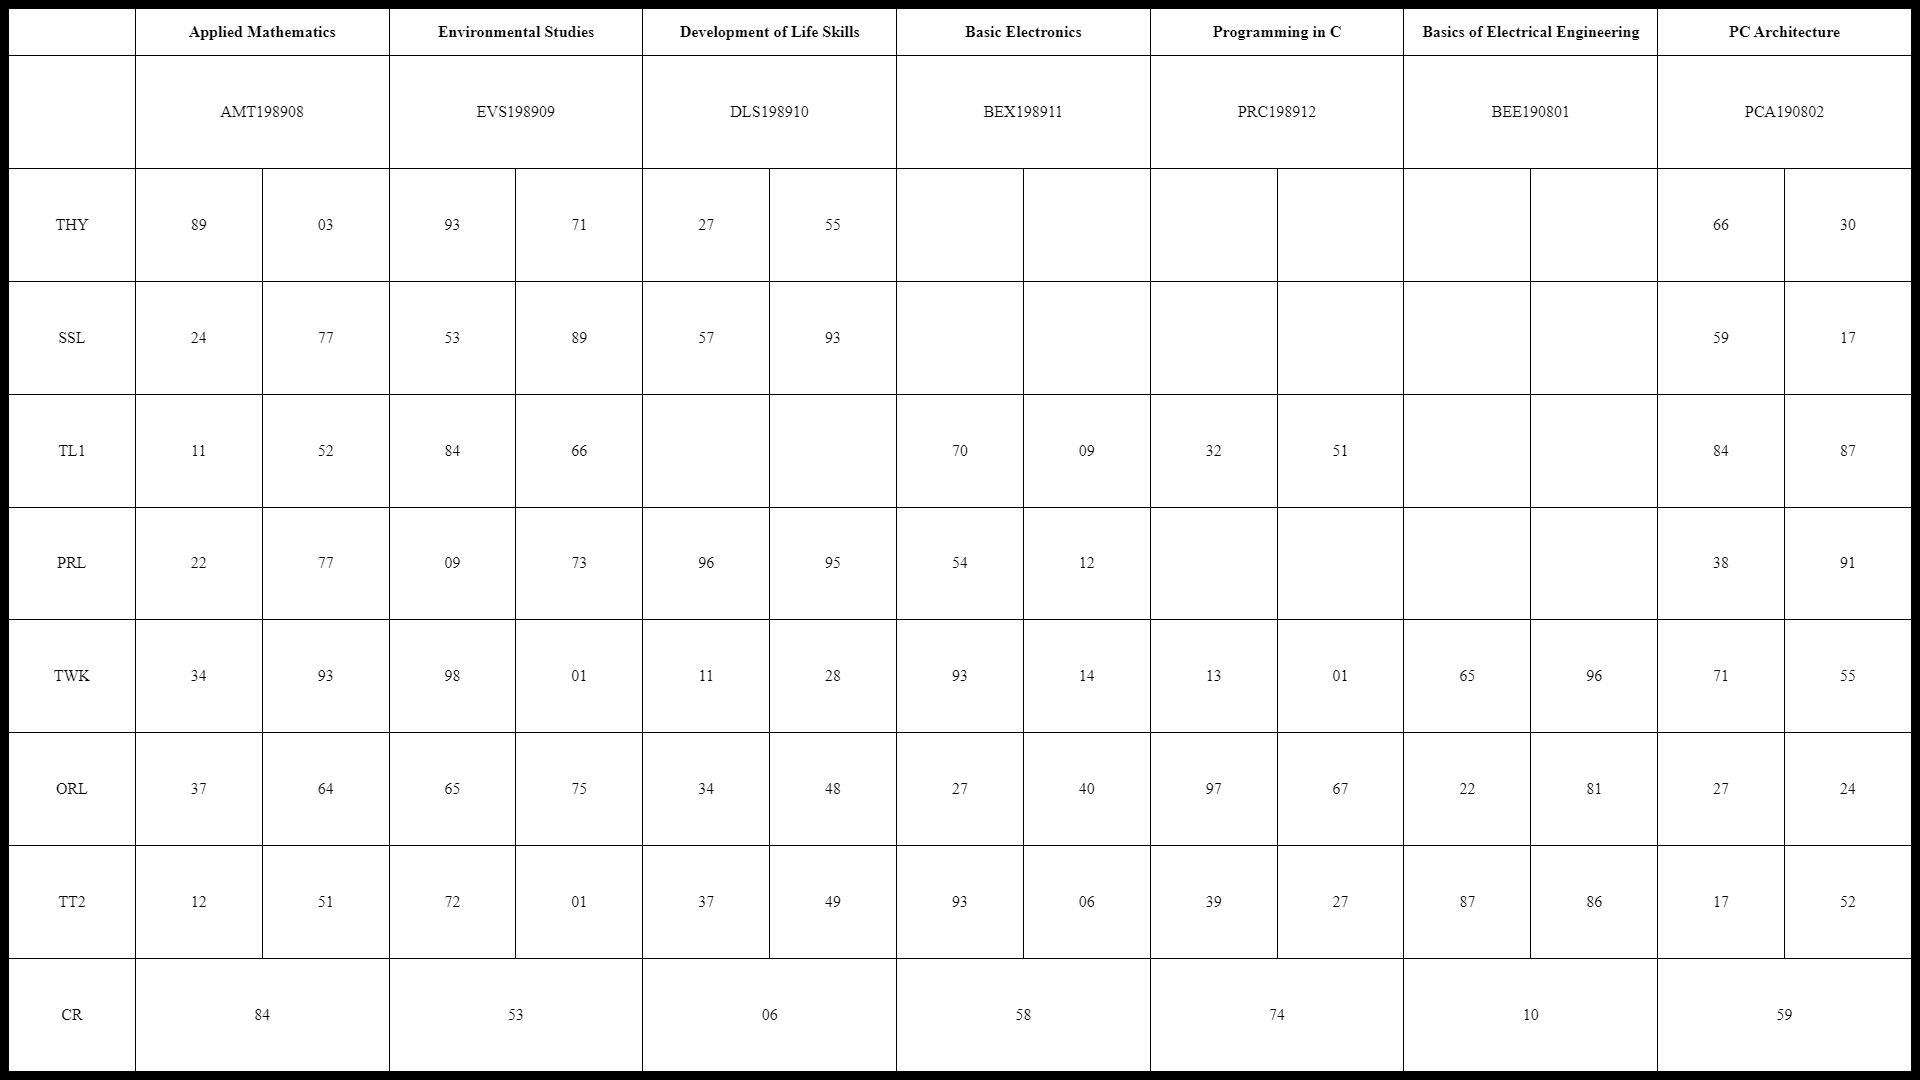 Applied Mathematics Environmental Studies Development of Life Skills Basic Electronics Programming in C Basics of Electrical Engineering PC Architecture
AMT198908 EVS198909 DLS198910 BEX198911 PRC198912 BEE190801 PCA190802
THY 89 03 93 71 27 55 66 30
SSL 24 77 53 89 57 93 59 17
TL1 11 52 84 66 70 09 32 51 84 87
PRL 22 77 09 73 96 95 54 12 38 91
TWK 34 93 98 01 11 28 93 14 13 01 65 96 71 55
ORL 37 64 65 75 34 48 27 40 97 67 22 81 27 24
TT2 12 51 72 01 37 49 93 06 39 27 87 86 17 52
CR 84 53 06 58 74 10 59